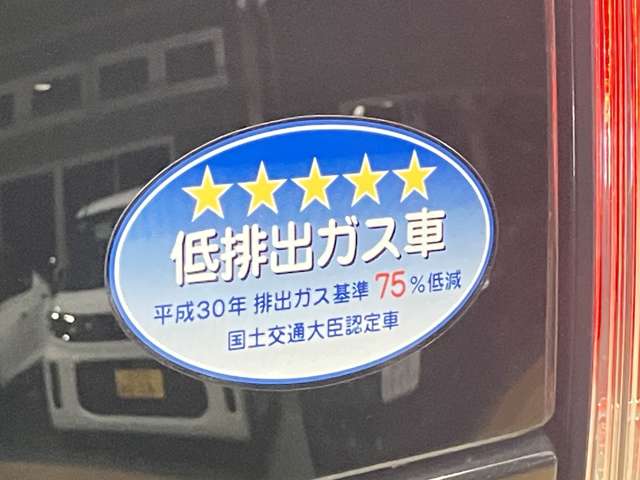 低排出ガス車
平成30年 排出ガス基準 75%低減
国土交通大臣認定車